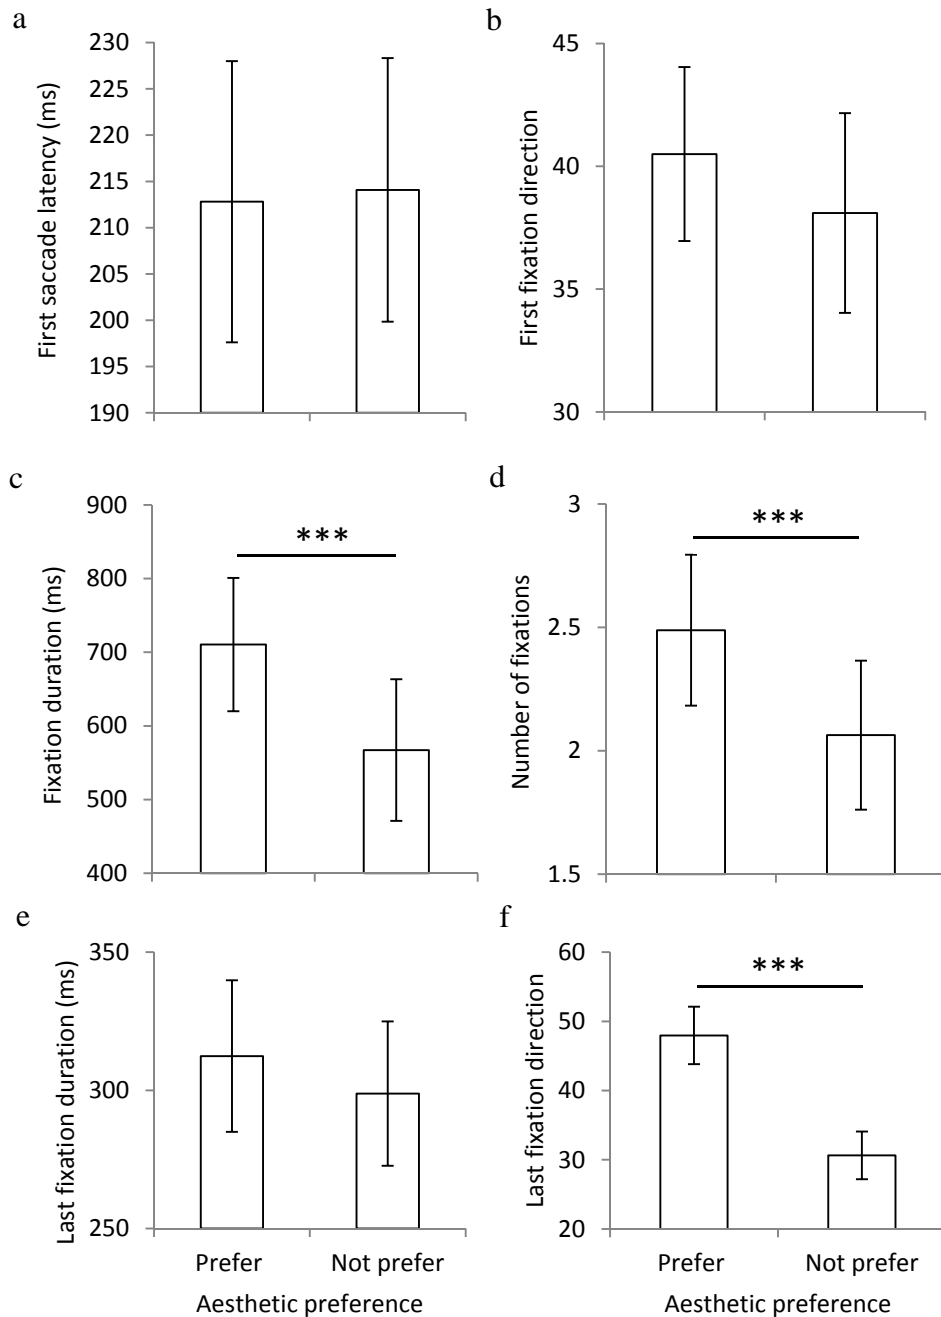 a
First saccade latency (ms)
230
225
220
215
210
205
200
195
190
b
First fixation direction
45
40
35
30
c
Fixation duration (ms)
900
800
700
600
500
400
***
d
Number of fixations
3
2.5
2
1.5
***
e
Last fixation duration (ms)
350
300
250
Prefer Not prefer
Aesthetic preference
f
Last fixation direction
60
50
40
30
20
***
Prefer Not prefer
Aesthetic preference